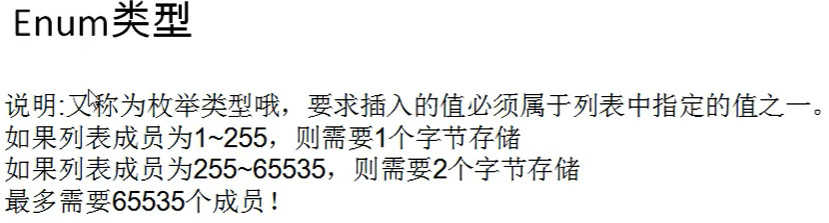 Enum类型
说明:又称为枚举类型哦，要求插入的值必须属于列表中指定的值之一。
如果列表成员为1~255，则需要1个字节存储
如果列表成员为255~65535，则需要2个字节存储
最多需要65535个成员！